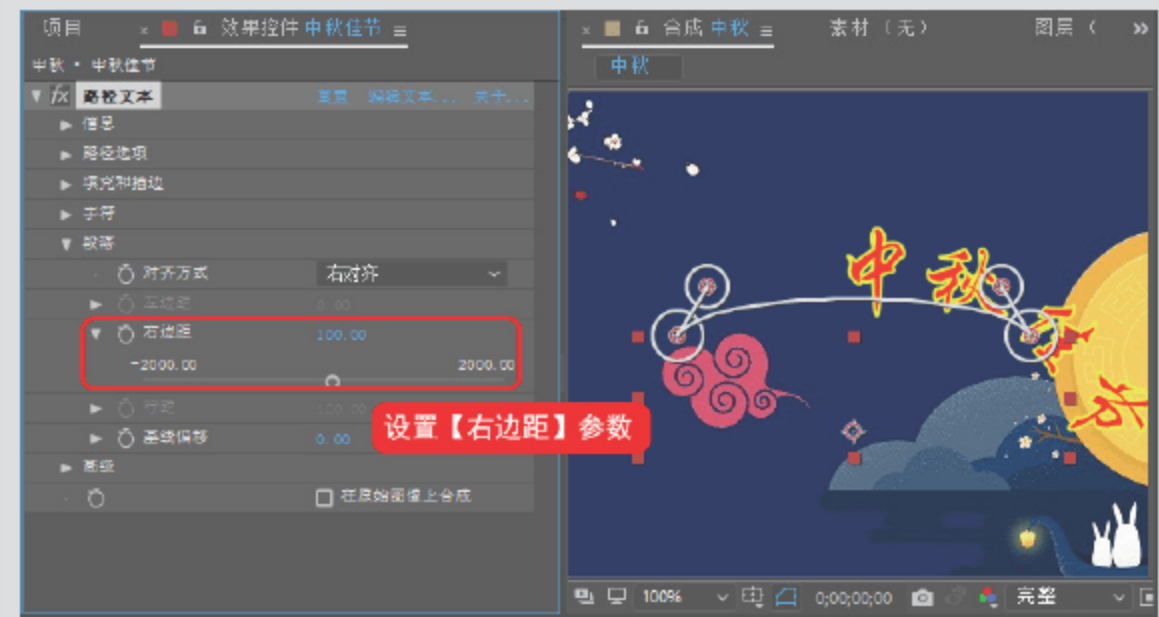 项目
× 效果控件 中秋佳节 ≡
中秋 · 中秋佳节
fx 路径文本 重置 编辑文本... 关于...
信息
路径选项
填充和描边
字符
段落
对齐方式 右对齐
左边距 0.00
右边距 100.00
-2000.00 2000.00
行距 100.00
基线偏移 0.00
高级
在原始图像上合成
设置【右边距】参数
× 合成 中秋 ≡ 素材（无） 图层（ »
中秋
中秋佳节
100% 0;00;00;00 完整